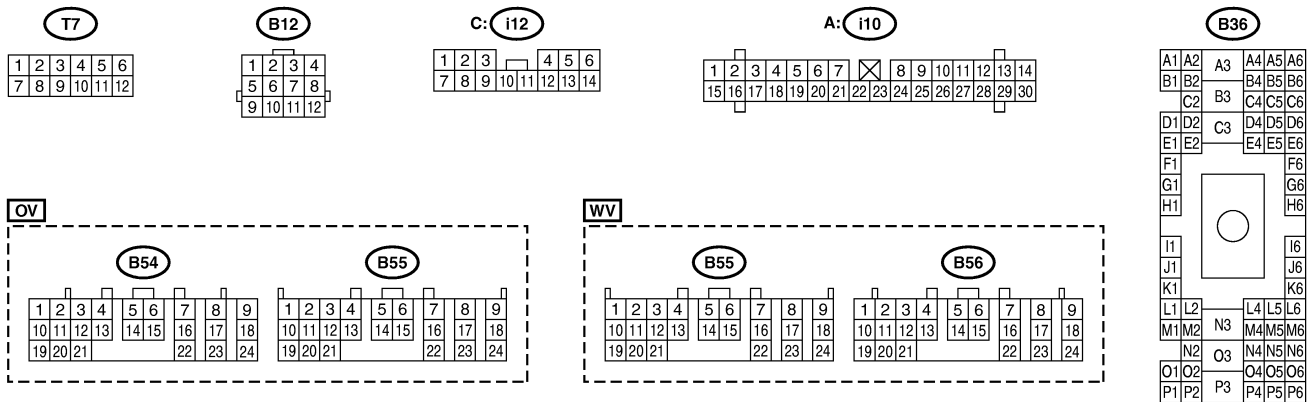 T7 B12 C: i12 A: i10 B36
1 2 3 4 5 6
7 8 9 10 11 12
1 2 3 4
5 6 7 8
9 10 11 12
1 2 3 4 5 6
7 8 9 10 11 12 13 14
1 2 3 4 5 6 7 8 9 10 11 12 13 14
15 16 17 18 19 20 21 22 23 24 25 26 27 28 29 30
A1 A2 A3 A4 A5 A6
B1 B2 B3 B4 B5 B6
C2 C3 C4 C5 C6
D1 D2 D4 D5 D6
E1 E2 E4 E5 E6
F1 F6
G1 G6
H1 H6
I1 I6
J1 J6
K1 K6
L1 L2 L4 L5 L6
M1 M2 N3 M4 M5 M6
N2 O3 N4 N5 N6
O1 O2 O4 O5 O6
P1 P2 P3 P4 P5 P6
OV
B54
1 2 3 4 5 6 7 8 9
10 11 12 13 14 15 16 17 18
19 20 21 22 23 24
B55
1 2 3 4 5 6 7 8 9
10 11 12 13 14 15 16 17 18
19 20 21 22 23 24
WV
B55
1 2 3 4 5 6 7 8 9
10 11 12 13 14 15 16 17 18
19 20 21 22 23 24
B56
1 2 3 4 5 6 7 8 9
10 11 12 13 14 15 16 17 18
19 20 21 22 23 24